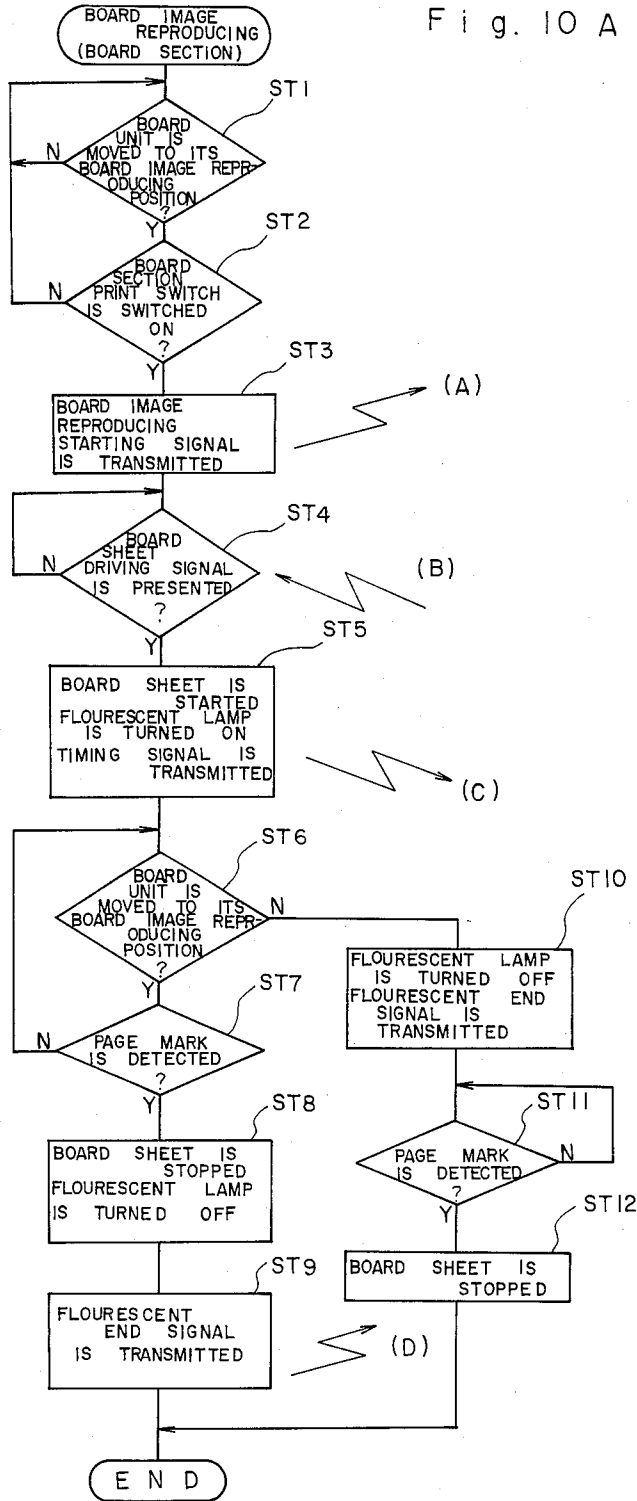 Fig. 10 A
BOARD IMAGE
REPRODUCING
(BOARD SECTION)
ST1
BOARD
UNIT IS
MOVED TO ITS
BOARD IMAGE REPR-
ODUCING
POSITION
?
N
Y
ST2
BOARD
SECTION
PRINT SWITCH
IS SWITCHED
ON
?
N
Y
ST3
BOARD IMAGE
REPRODUCING
STARTING SIGNAL
IS TRANSMITTED
(A)
ST4
BOARD
SHEET
DRIVING SIGNAL
IS PRESENTED
?
N
Y
(B)
ST5
BOARD SHEET IS
STARTED
FLOURESCENT LAMP
IS TURNED ON
TIMING SIGNAL IS
TRANSMITTED
(C)
ST6
BOARD
UNIT IS
MOVED TO ITS
BOARD IMAGE REPR-
ODUCING
POSITION
?
N
Y
ST7
PAGE MARK
IS DETECTED
?
N
Y
ST8
BOARD SHEET IS
STOPPED
FLOURESCENT LAMP
IS TURNED OFF
ST9
FLOURESCENT
END SIGNAL
IS TRANSMITTED
(D)
ST10
FLOURESCENT LAMP
IS TURNED OFF
FLOURESCENT END
SIGNAL IS
TRANSMITTED
ST11
PAGE MARK
IS DETECTED
?
N
Y
ST12
BOARD SHEET IS
STOPPED
END